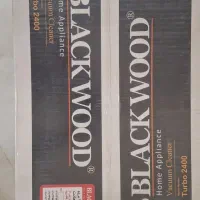 BLACKWOOD®
Home Appliance
Vacuum Cleaner
Turbo 2400
BLACKWOOD®
Home Appliance
Vacuum Cleaner
Turbo 2400